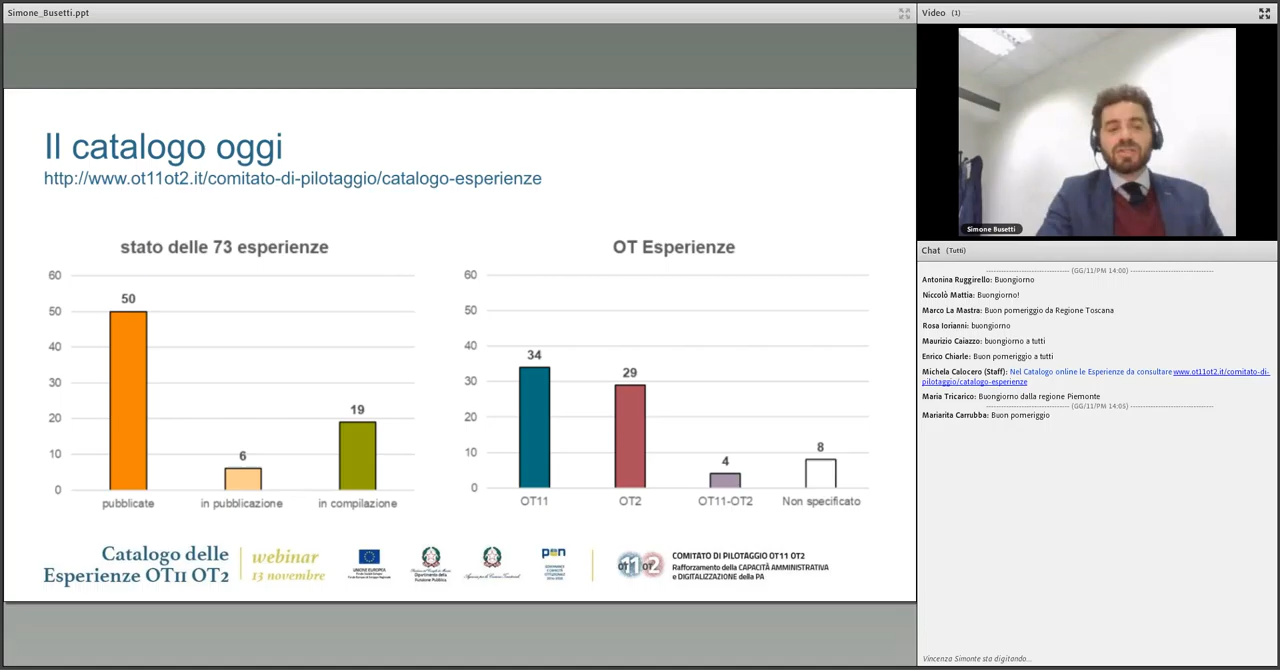 Simone_Busetti.ppt
Il catalogo oggi
http://www.ot11ot2.it/comitato-di-pilotaggio/catalogo-esperienze
stato delle 73 esperienze
60
50
40
30
20
10
0
50
6
19
pubblicate
in pubblicazione
in compilazione
OT Esperienze
60
50
40
30
20
10
0
34
29
4
8
OT11
OT2
OT11-OT2
Non specificato
Catalogo delle
Esperienze OT11 OT2
webinar
13 novembre
UNIONE EUROPEA
pon
ot11 ot2
COMITATO DI PILOTAGGIO OT11 OT2
Rafforzamento della CAPACITÀ AMMINISTRATIVA
e DIGITALIZZAZIONE della PA
Video (1)
Simone Busetti
Chat (Tutti)
(GG/11/PM 14:00)
Antonina Ruggirello: Buongiorno
Niccolò Mattia: Buongiorno!
Marco La Mastra: Buon pomeriggio da Regione Toscana
Rosa Iorianni: buongiorno
Maurizio Caiazzo: buongiorno a tutti
Enrico Chiarle: Buon pomeriggio a tutti
Michela Calocero (Staff): Nel Catalogo online le Esperienze da consultare www.ot11ot2.it/comitato-di-
pilotaggio/catalogo-esperienze
Maria Tricarico: Buongiorno dalla regione Piemonte
(GG/11/PM 14:05)
Mariarita Carrubba: Buon pomeriggio
Vincenza Simonte sta digitando...